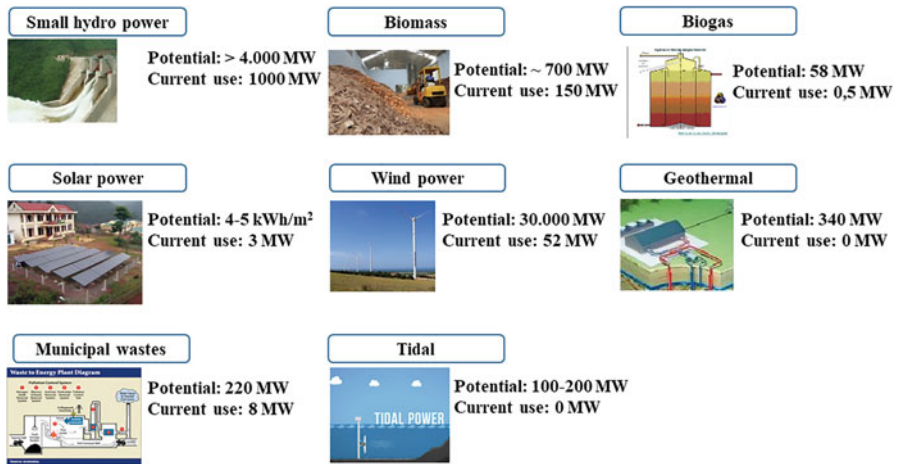 Small hydro power
Potential: > 4.000 MW
Current use: 1000 MW
Biomass
Potential: ~ 700 MW
Current use: 150 MW
Biogas
Potential: 58 MW
Current use: 0,5 MW
Solar power
Potential: 4-5 kWh/m²
Current use: 3 MW
Wind power
Potential: 30.000 MW
Current use: 52 MW
Geothermal
Potential: 340 MW
Current use: 0 MW
Municipal wastes
Waste to Energy Plant Diagram
Pollution Control System
Potential: 220 MW
Current use: 8 MW
Tidal
TIDAL POWER
Potential: 100-200 MW
Current use: 0 MW